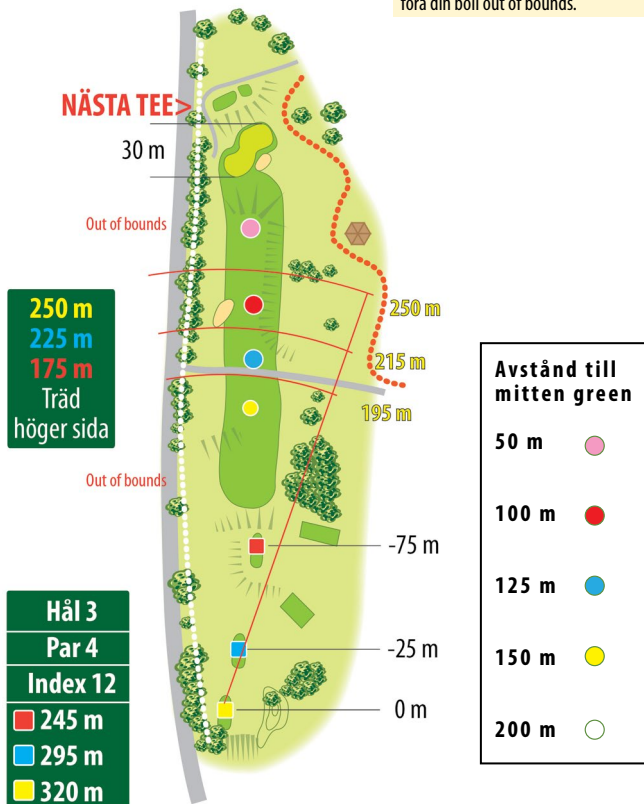 föra din boll out of bounds.
NÄSTA TEE>
30 m
Out of bounds
250 m
225 m
175 m
Träd
höger sida
250 m
215 m
195 m
Out of bounds
-75 m
-25 m
0 m
Hål 3
Par 4
Index 12
245 m
295 m
320 m
Avstånd till
mitten green
50 m
100 m
125 m
150 m
200 m